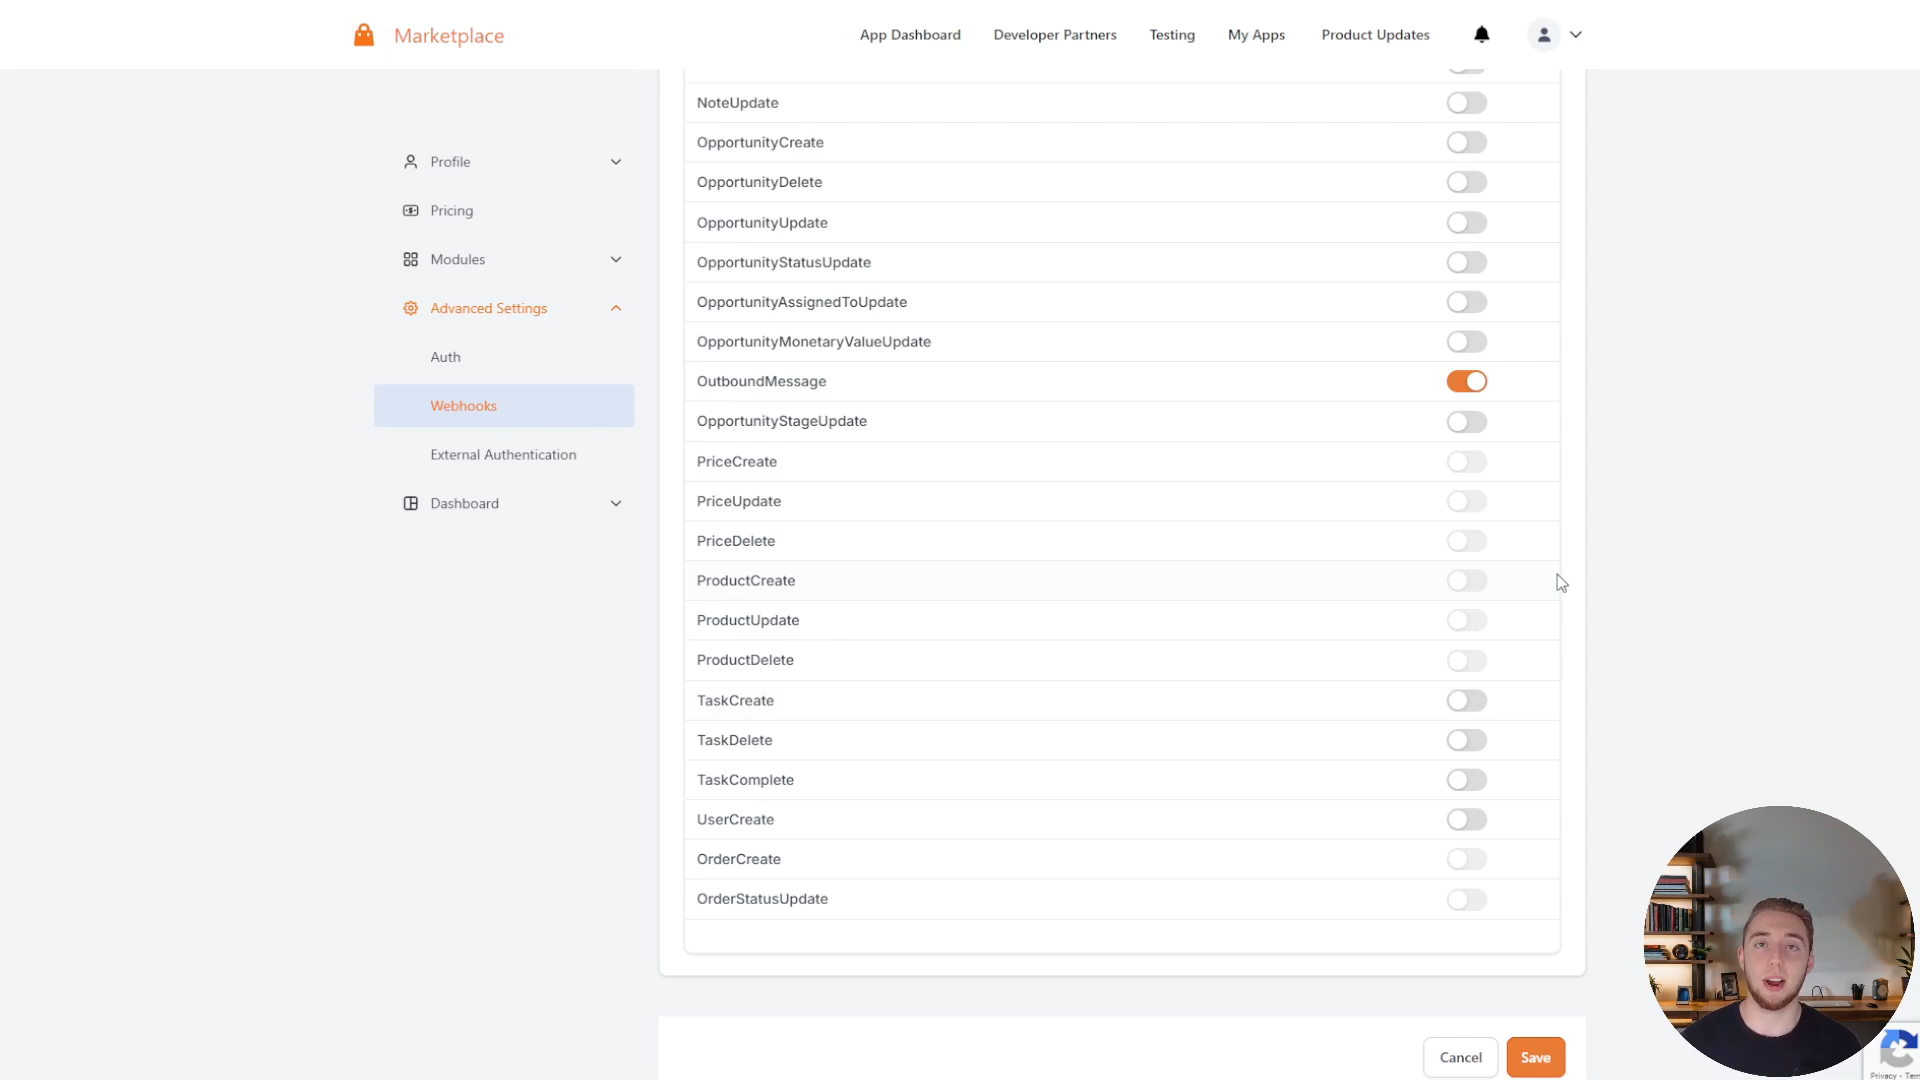 Marketplace
App Dashboard
Developer Partners
Testing
My Apps
Product Updates
Profile
Pricing
Modules
Advanced Settings
Auth
Webhooks
External Authentication
Dashboard
NoteUpdate
OpportunityCreate
OpportunityDelete
OpportunityUpdate
OpportunityStatusUpdate
OpportunityAssignedToUpdate
OpportunityMonetaryValueUpdate
OutboundMessage
OpportunityStageUpdate
PriceCreate
PriceUpdate
PriceDelete
ProductCreate
ProductUpdate
ProductDelete
TaskCreate
TaskDelete
TaskComplete
UserCreate
OrderCreate
OrderStatusUpdate
Cancel
Save
Privacy - Tern